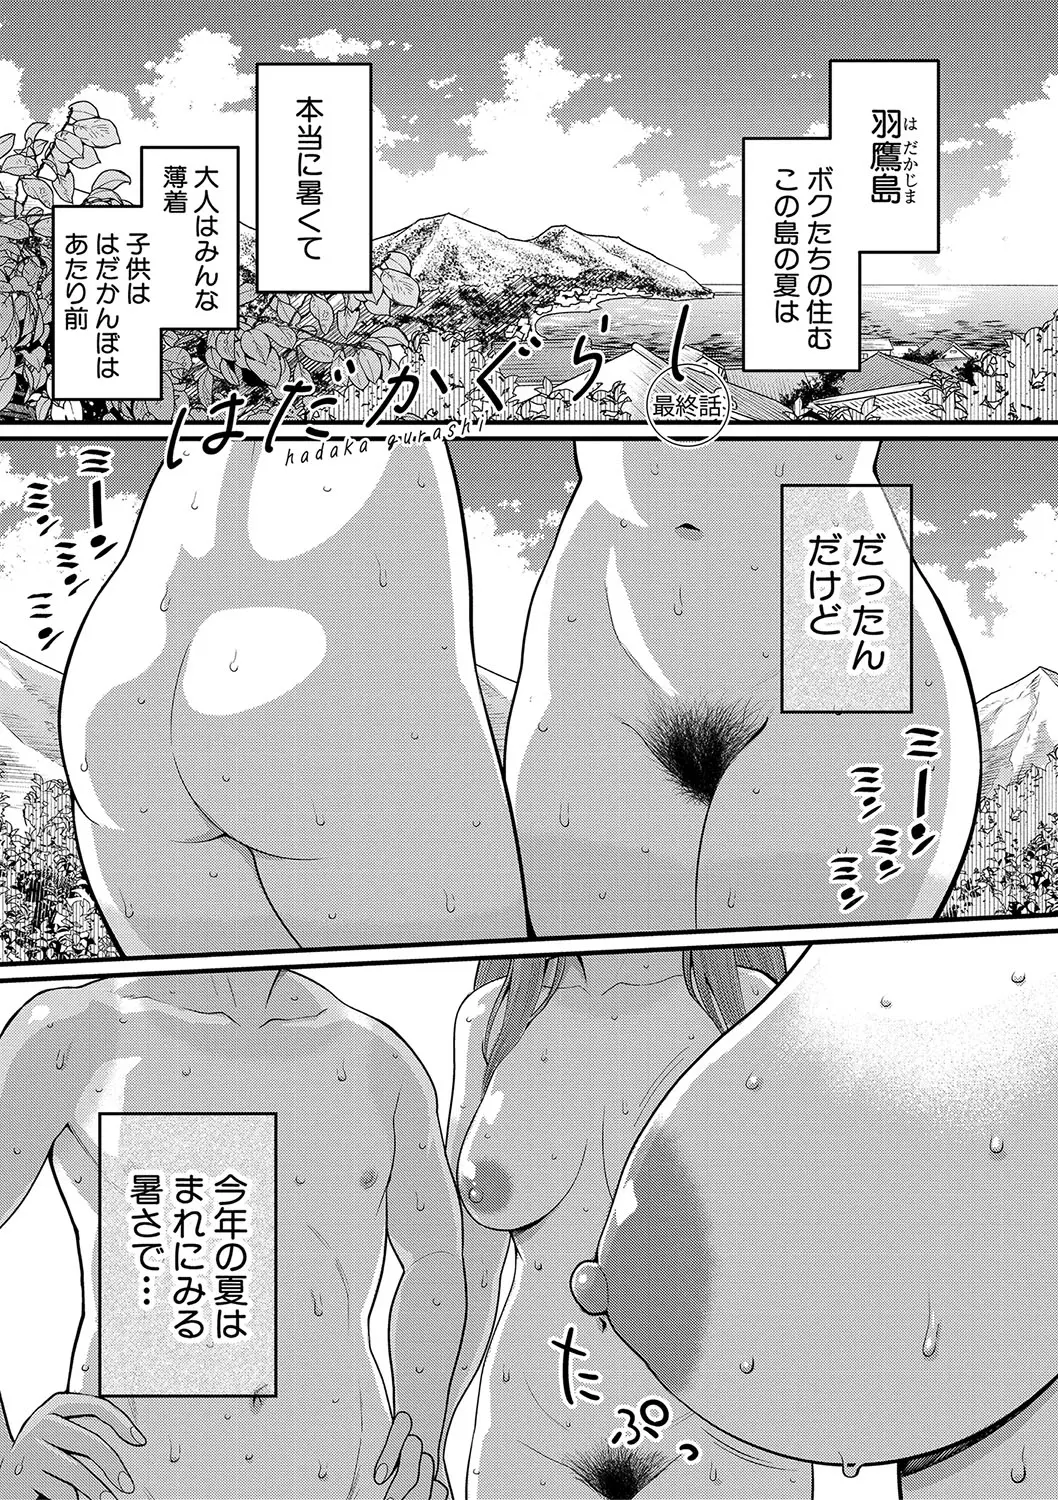 羽鷹島
はだかじま
ボクたちの住む
この島の夏は
本当に暑くて
大人はみんな
薄着
子供は
はだかんぼは
あたり前
はだかぐらし
最終話
hadaka gurashi
だったん
だけど
ミーン
ミン
ミン
ミーン
ミン
ミン
今年の夏は
まれにみる
暑さで…
たぷっ